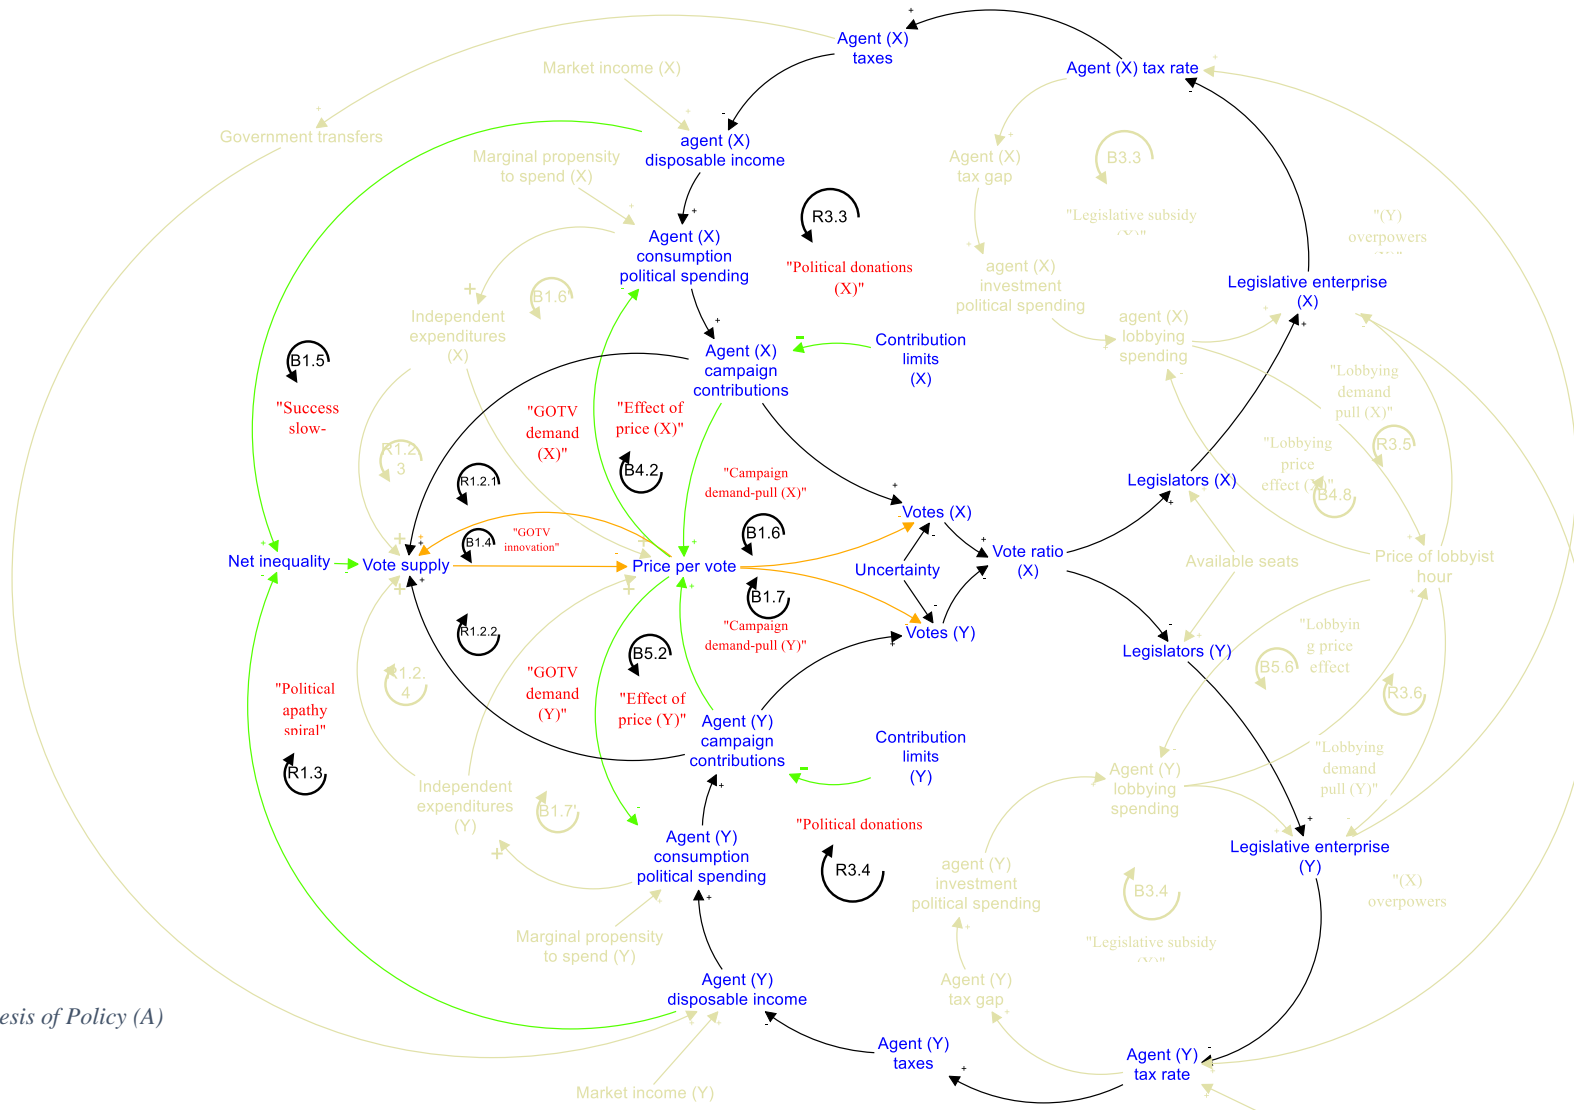 Agent (X)
taxes
Market income (X)
Agent (X) tax rate
Government transfers
agent (X)
disposable income
Marginal propensity
to spend (X)
Agent (X)
tax gap
B3.3
R3.3
"Legislative subsidy
"(Y)
overpowers
Agent (X)
consumption
political spending
"Political donations
(X)"
agent (X)
investment
political spending
Legislative enterprise
(X)
B1.6'
Independent
expenditures
(X)
agent (X)
lobbying
spending
B1.5
Agent (X)
campaign
contributions
Contribution
limits
(X)
"Lobbying
demand
pull (X)"
"Success
slow-
"GOTV
demand
(X)"
"Effect of
price (X)"
R1.2
3
"Lobbying
price
effect
R3.5
B4.2
R1.2.1
"Campaign
demand-pull (X)"
Legislators (X)
B4.8
Votes (X)
B1.4
"GOTV
innovation"
B1.6
Net inequality
Vote supply
Price per vote
Uncertainty
Vote ratio
(X)
Available seats
Price of lobbyist
hour
B1.7
R1.2.2
"Campaign
demand-pull (Y)"
Votes (Y)
Legislators (Y)
"Lobbyin
g price
effect
B5.2
B5.6
"Political
apathy
spiral"
1.2.
4
"GOTV
demand
(Y)"
"Effect of
price (Y)"
R3.6
Agent (Y)
campaign
contributions
Contribution
limits
(Y)
"Lobbying
demand
pull (Y)"
R1.3
Independent
expenditures
(Y)
B1.7'
Agent (Y)
lobbying
spending
"Political donations
Agent (Y)
consumption
political spending
R3.4
agent (Y)
investment
political spending
Legislative enterprise
(Y)
B3.4
"(X)
overpowers
Marginal propensity
to spend (Y)
"Legislative subsidy
Agent (Y)
disposable income
Agent (Y)
tax gap
esis of Policy (A)
Agent (Y)
taxes
Agent (Y)
tax rate
Market income (Y)